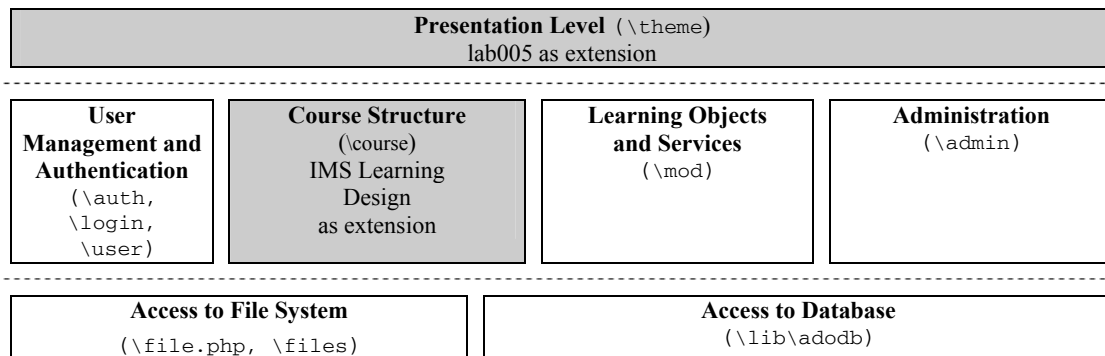 Presentation Level (\theme)
lab005 as extension
User
Management and
Authentication
(\auth,
\login,
\user)
Course Structure
(\course)
IMS Learning
Design
as extension
Learning Objects
and Services
(\mod)
Administration
(\admin)
Access to File System
(\file.php, \files)
Access to Database
(\lib\adodb)